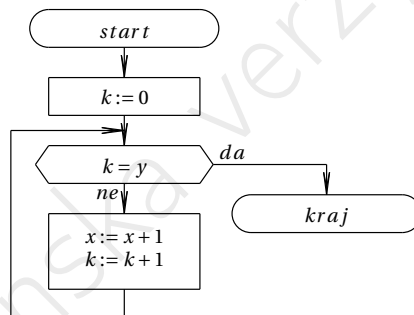 start
k:=0
k=y
da
ne
kraj
x:=x+1
k:=k+1